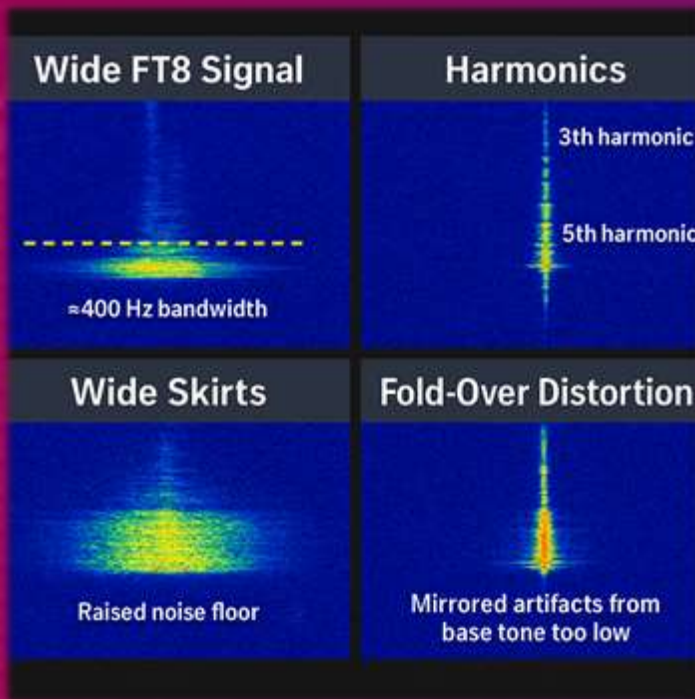 Wide FT8 Signal
Harmonics
3th harmonic
5th harmonic
≈400 Hz bandwidth
Wide Skirts
Fold-Over Distortion
Raised noise floor
Mirrored artifacts from
base tone too low